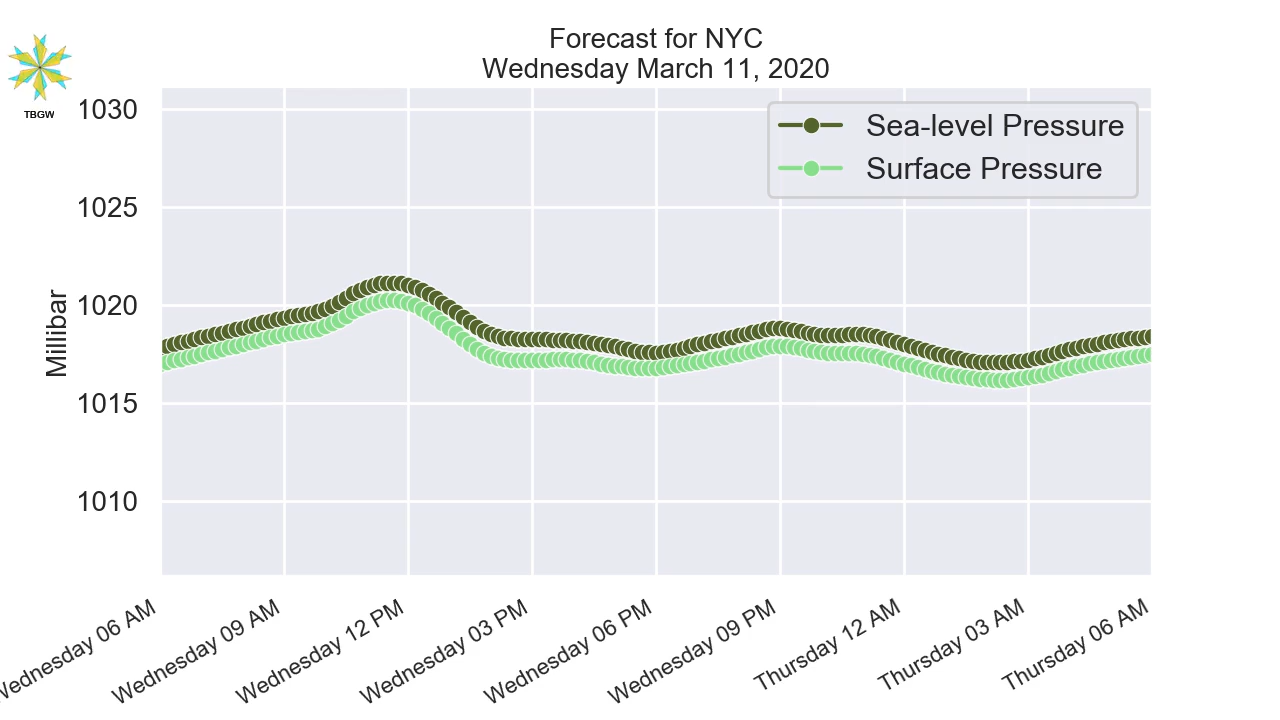 Forecast for NYC
Wednesday March 11, 2020
TBGW
Sea-level Pressure
Surface Pressure
Millibar
1030
1025
1020
1015
1010
Wednesday 06 AM
Wednesday 09 AM
Wednesday 12 PM
Wednesday 03 PM
Wednesday 06 PM
Wednesday 09 PM
Thursday 12 AM
Thursday 03 AM
Thursday 06 AM